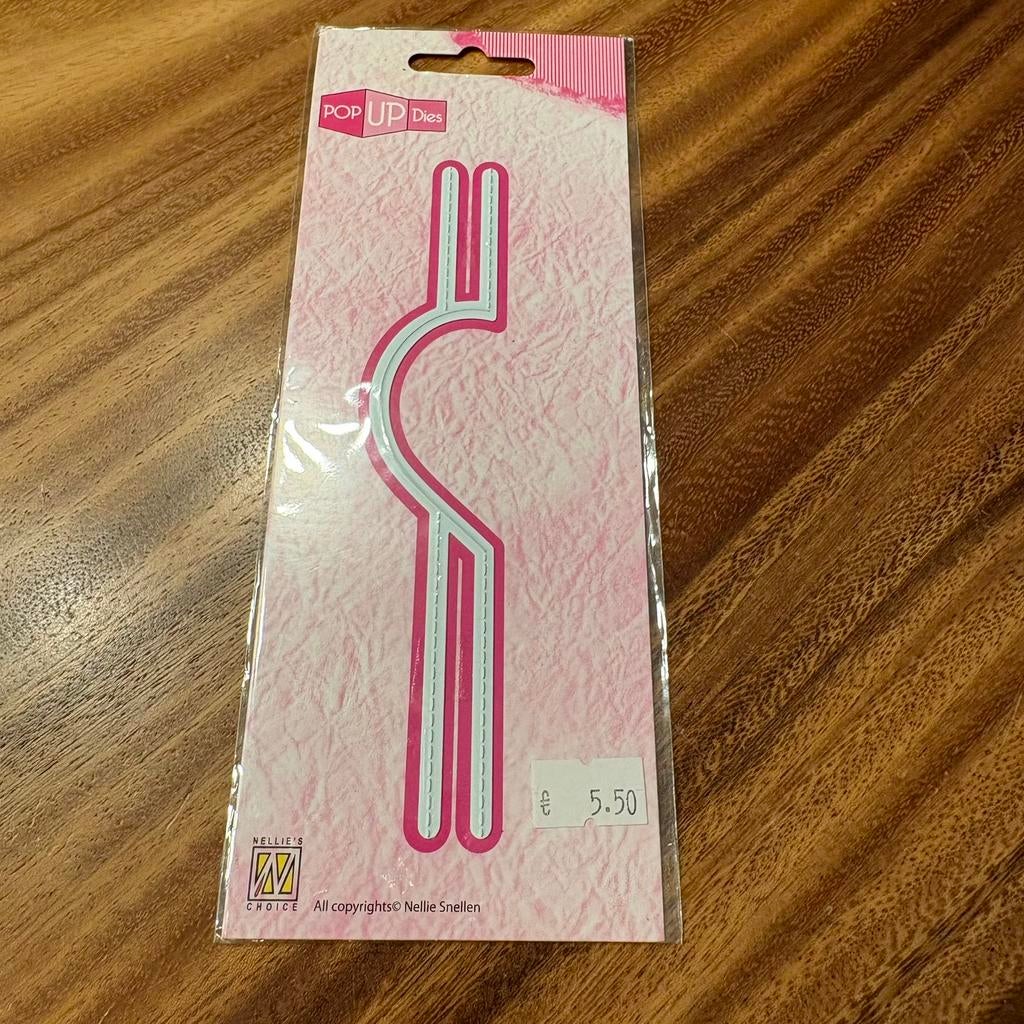 POP UP Dies
€ 5.50
NELLIE'S
N
CHOICE
All copyrights© Nellie Snellen